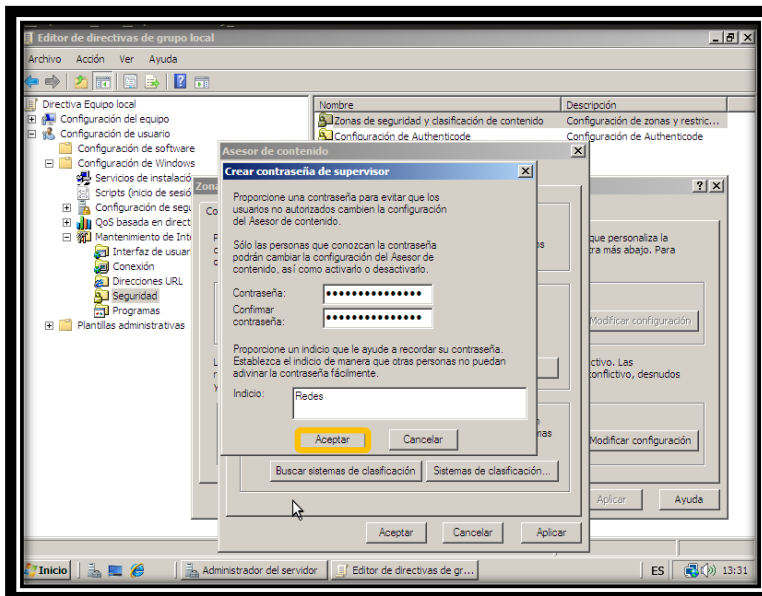 Editor de directivas de grupo local
Archivo Acción Ver Ayuda
Directiva Equipo local
Configuración del equipo
Configuración de usuario
Configuración de software
Configuración de Windows
Servicios de instalació
Scripts (inicio de sesió
Configuración de segu
QoS basada en direct
Mantenimiento de Inte
Interfaz de usuar
Conexión
Direcciones URL
Seguridad
Programas
Plantillas administrativas
Nombre Descripción
Zonas de seguridad y clasificación de contenido Configuración de zonas y restric...
Configuración de Authenticode Configuración de Authenticode
Asesor de contenido
Crear contraseña de supervisor
Proporcione una contraseña para evitar que los
usuarios no autorizados cambien la configuración
del Asesor de contenido.
Sólo las personas que conozcan la contraseña
podrán cambiar la configuración del Asesor de
contenido, así como activarlo o desactivarlo.
Contraseña:
Confirmar
contraseña:
Proporcione un indicio que le ayude a recordar su contraseña.
Establezca el indicio de manera que otras personas no puedan
adivinar la contraseña fácilmente.
Indicio: Redes
Aceptar Cancelar
Buscar sistemas de clasificación Sistemas de clasificación...
Aceptar Cancelar Aplicar
Zona
Co
que personaliza la
tra más abajo. Para
Modificar configuración
ctivo. Las
conflictivo, desnudos
Modificar configuración
Aplicar Ayuda
Inicio Administrador del servidor Editor de directivas de gr... ES 13:31